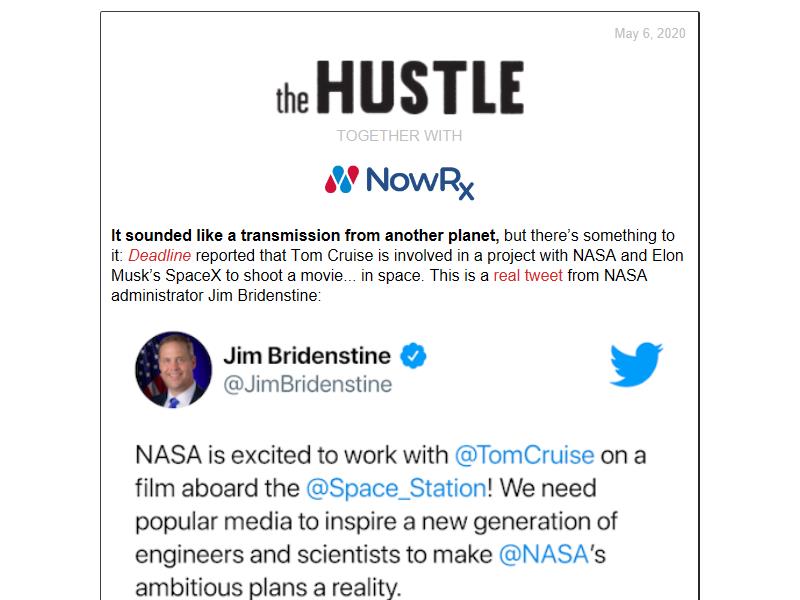 May 6, 2020
the HUSTLE
TOGETHER WITH
NowRx
It sounded like a transmission from another planet, but there’s something to
it: Deadline reported that Tom Cruise is involved in a project with NASA and Elon
Musk’s SpaceX to shoot a movie... in space. This is a real tweet from NASA
administrator Jim Bridenstine:
Jim Bridenstine
@JimBridenstine
NASA is excited to work with @TomCruise on a
film aboard the @Space_Station! We need
popular media to inspire a new generation of
engineers and scientists to make @NASA’s
ambitious plans a reality.